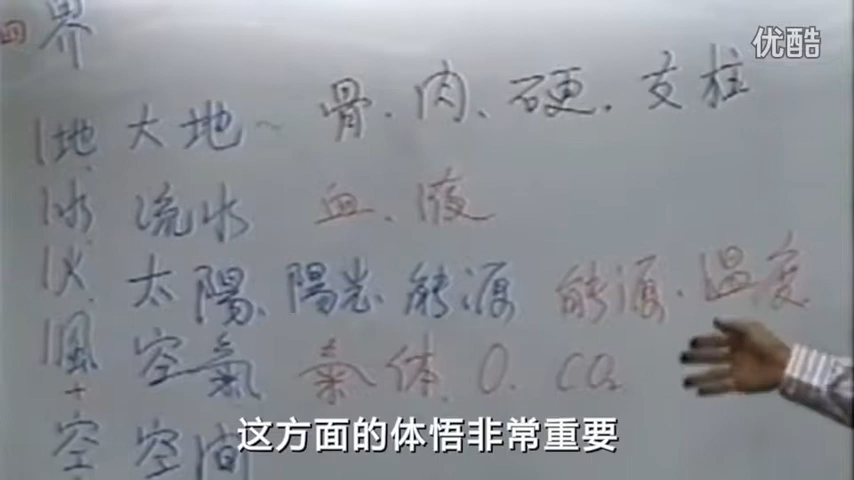 优酷
四界
地 大地~ 骨、肉、硬、支柱
水 流水 血、液
火 太陽、陽光、能源 能源、温度
風 空氣 氣体、O、CO2
+
空 空间
这方面的体悟非常重要